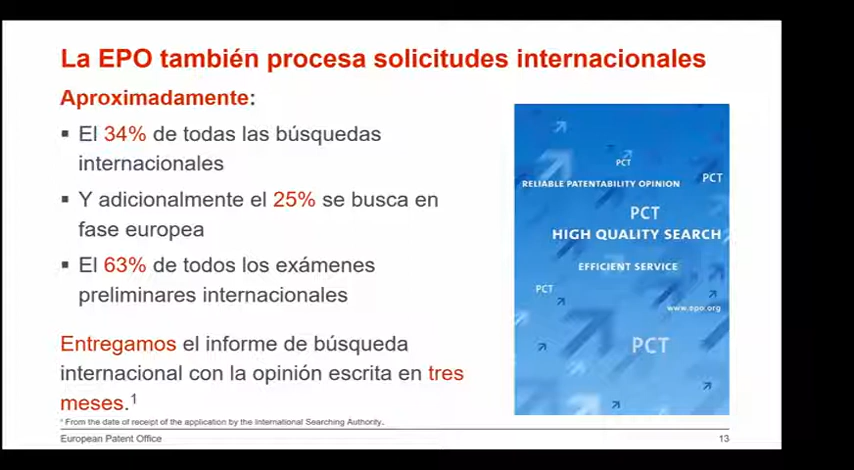 La EPO también procesa solicitudes internacionales
Aproximadamente:
▪ El 34% de todas las búsquedas
internacionales
▪ Y adicionalmente el 25% se busca en
fase europea
▪ El 63% de todos los exámenes
preliminares internacionales
Entregamos el informe de búsqueda
internacional con la opinión escrita en tres
meses.¹
¹ From the date of receipt of the application by the International Searching Authority.
PCT
RELIABLE PATENTABILITY OPINION
PCT
PCT
HIGH QUALITY SEARCH
EFFICIENT SERVICE
PCT
www.epo.org
PCT
European Patent Office
13